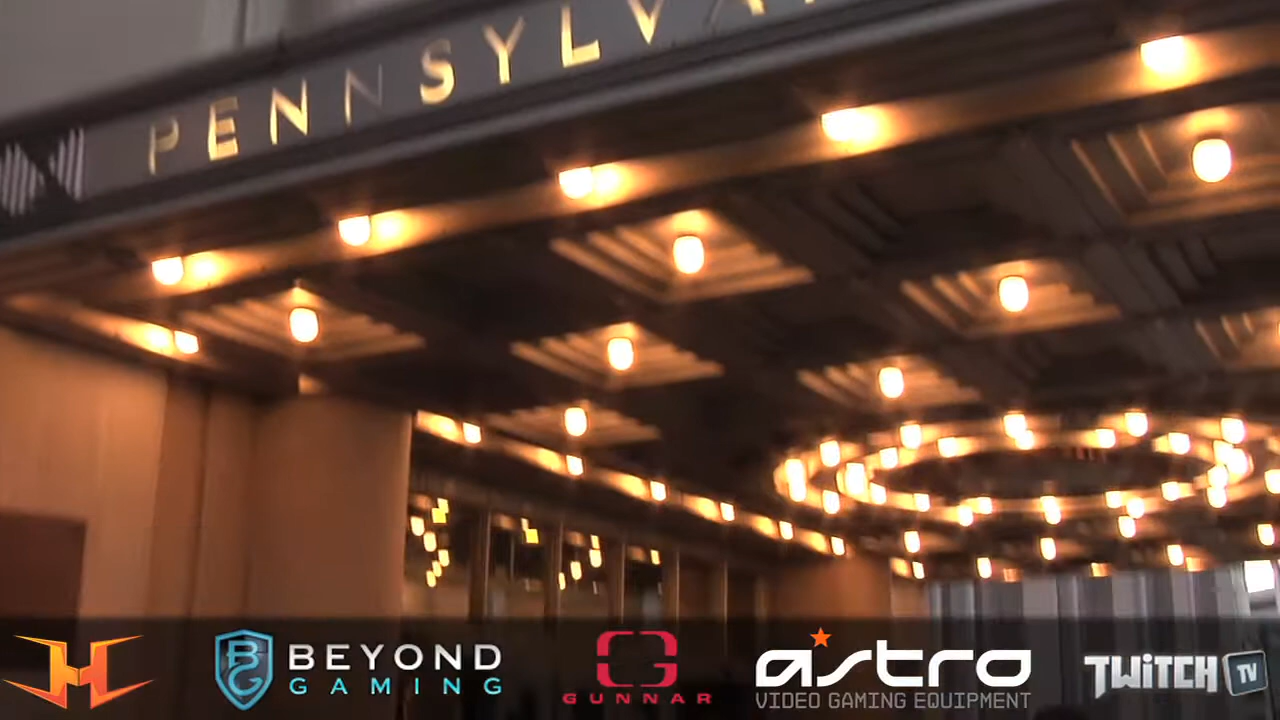 PENNSYLVA
BEYOND
GAMING
GUNNAR
astro
VIDEO GAMING EQUIPMENT
TWiTCH TV